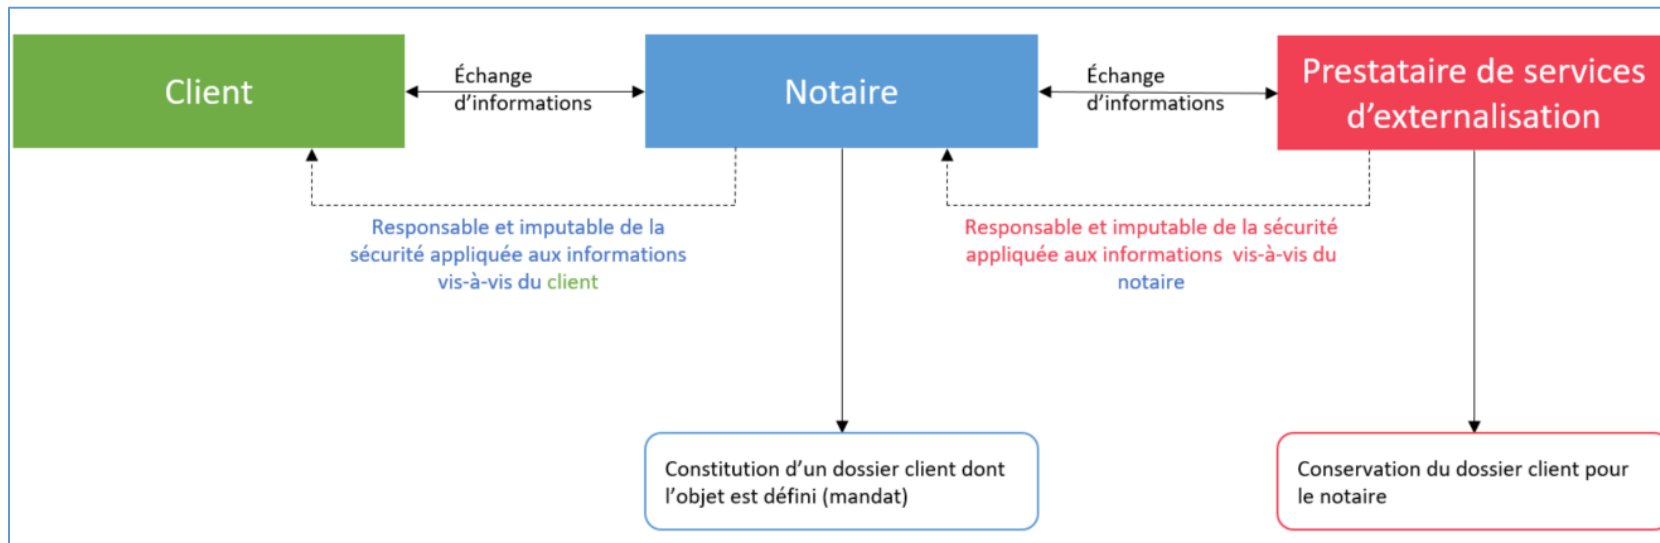 Client
Échange
d’informations
Notaire
Échange
d’informations
Prestataire de services
d’externalisation
Responsable et imputable de la
sécurité appliquée aux informations
vis-à-vis du client
Responsable et imputable de la sécurité
appliquée aux informations  vis-à-vis du
notaire
Constitution d’un dossier client dont
l’objet est défini (mandat)
Conservation du dossier client pour
le notaire